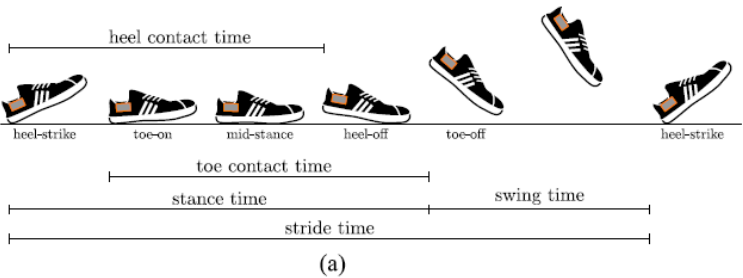 heel contact time
heel-strike toe-on mid-stance heel-off toe-off heel-strike
toe contact time
stance time swing time
stride time
(a)